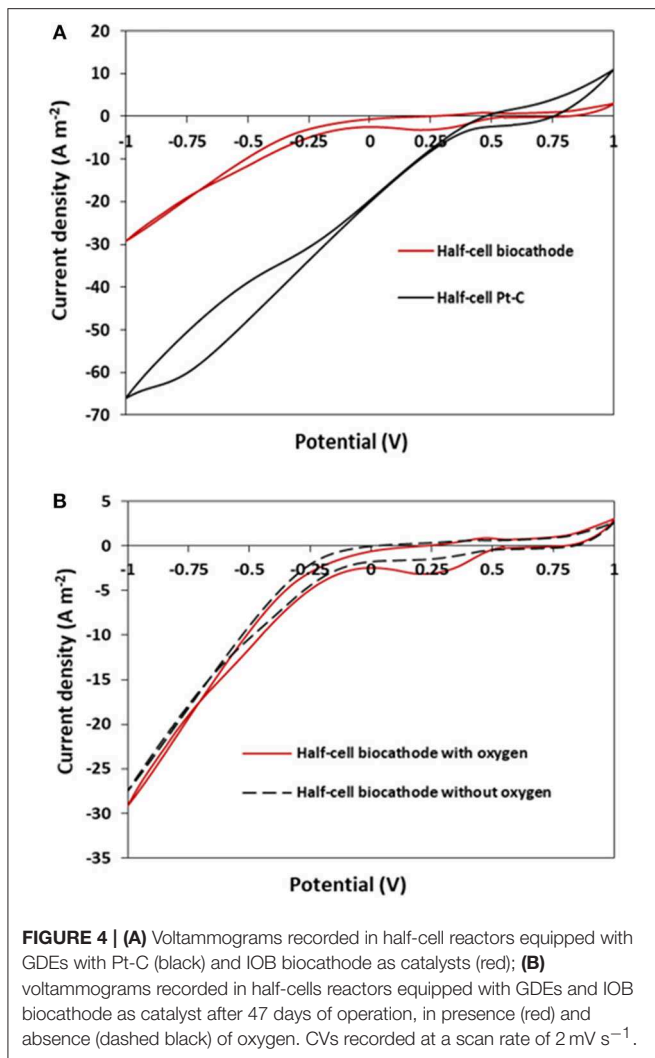 A
20
10
0
-10
-20
-30
-40
-50
-60
-70
-1
-0.75
-0.5
-0.25
0
0.25
0.5
0.75
1
Current density (A m-2)
Half-cell biocathode
Half-cell Pt-C
Potential (V)
B
5
0
-5
-10
-15
-20
-25
-30
-35
-1
-0.75
-0.5
-0.25
0
0.25
0.5
0.75
1
Current density (A m-2)
Half-cell biocathode with oxygen
Half-cell biocathode without oxygen
Potential (V)
FIGURE 4 | (A) Voltammograms recorded in half-cell reactors equipped with
GDEs with Pt-C (black) and IOB biocathode as catalysts (red); (B)
voltammograms recorded in half-cells reactors equipped with GDEs and IOB
biocathode as catalyst after 47 days of operation, in presence (red) and
absence (dashed black) of oxygen. CVs recorded at a scan rate of 2 mV s−1.